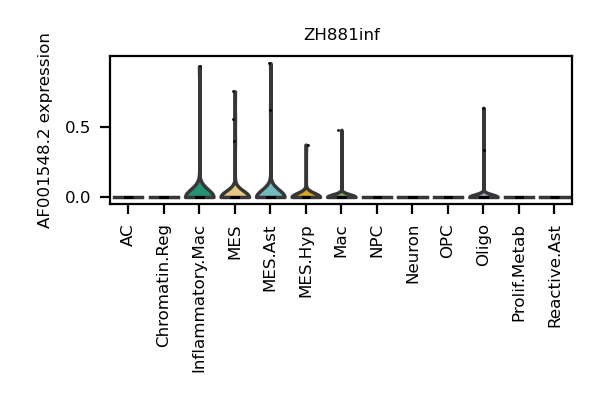 ZH881inf
AF001548.2 expression
0.5
0.0
AC
Chromatin.Reg
Inflammatory.Mac
MES
MES.Ast
MES.Hyp
Mac
NPC
Neuron
OPC
Oligo
Prolif.Metab
Reactive.Ast